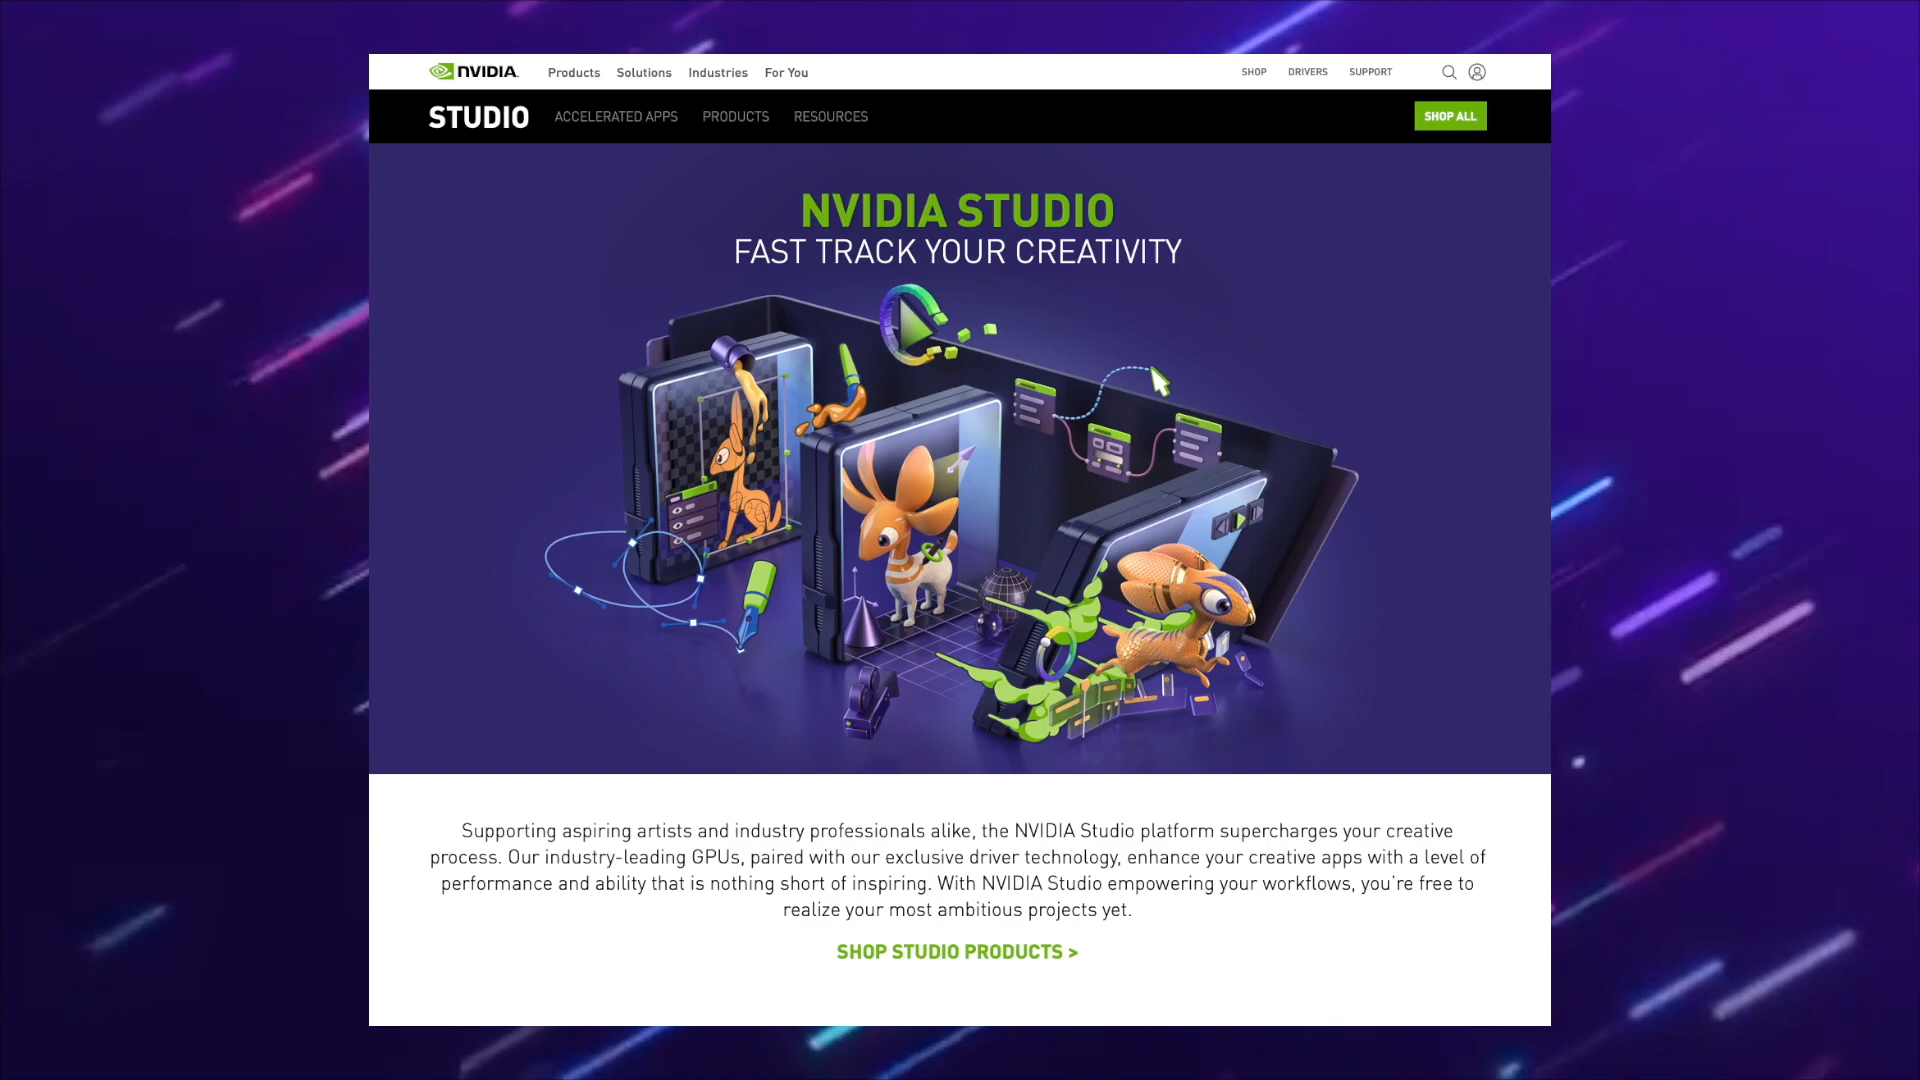 NVIDIA.
Products Solutions Industries For You
SHOP DRIVERS SUPPORT
STUDIO
ACCELERATED APPS PRODUCTS RESOURCES
SHOP ALL
NVIDIA STUDIO
FAST TRACK YOUR CREATIVITY
Supporting aspiring artists and industry professionals alike, the NVIDIA Studio platform supercharges your creative
process. Our industry-leading GPUs, paired with our exclusive driver technology, enhance your creative apps with a level of
performance and ability that is nothing short of inspiring. With NVIDIA Studio empowering your workflows, you're free to
realize your most ambitious projects yet.
SHOP STUDIO PRODUCTS >